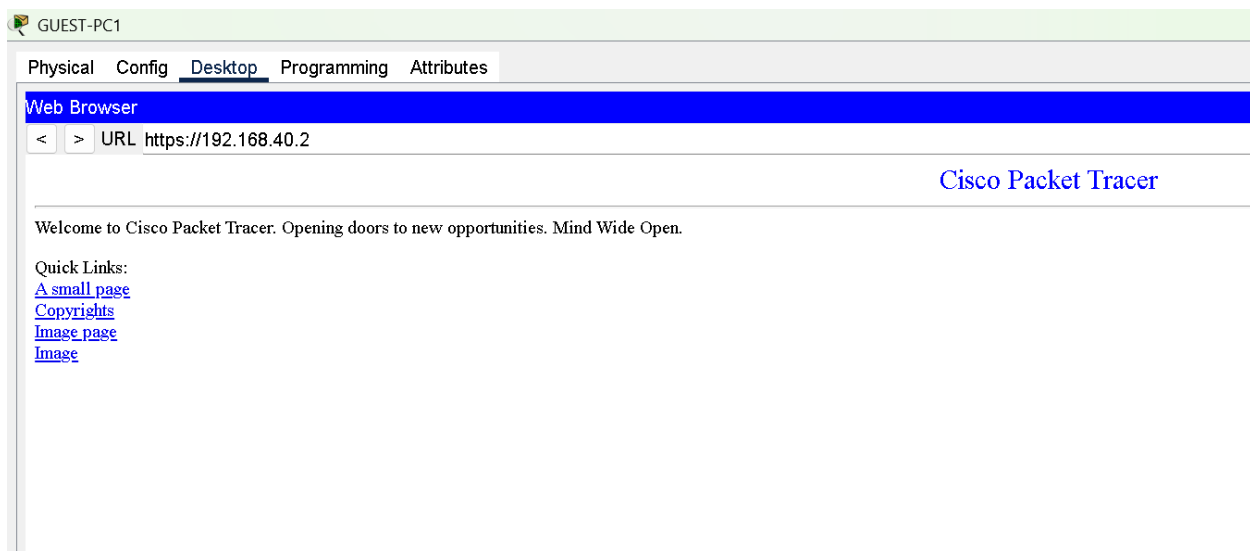 GUEST-PC1
Physical Config Desktop Programming Attributes
Web Browser
< > URL https://192.168.40.2
Cisco Packet Tracer
Welcome to Cisco Packet Tracer. Opening doors to new opportunities. Mind Wide Open.
Quick Links:
A small page
Copyrights
Image page
Image